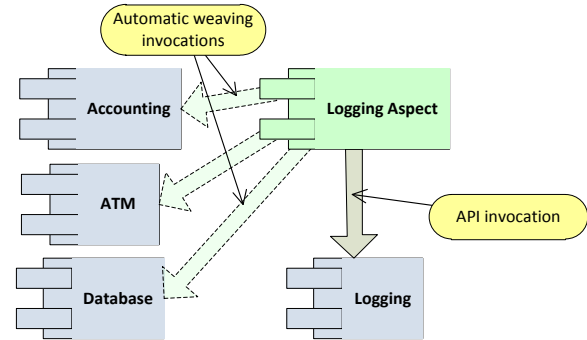 Automatic weaving
invocations
Accounting
Logging Aspect
ATM
API invocation
Database
Logging